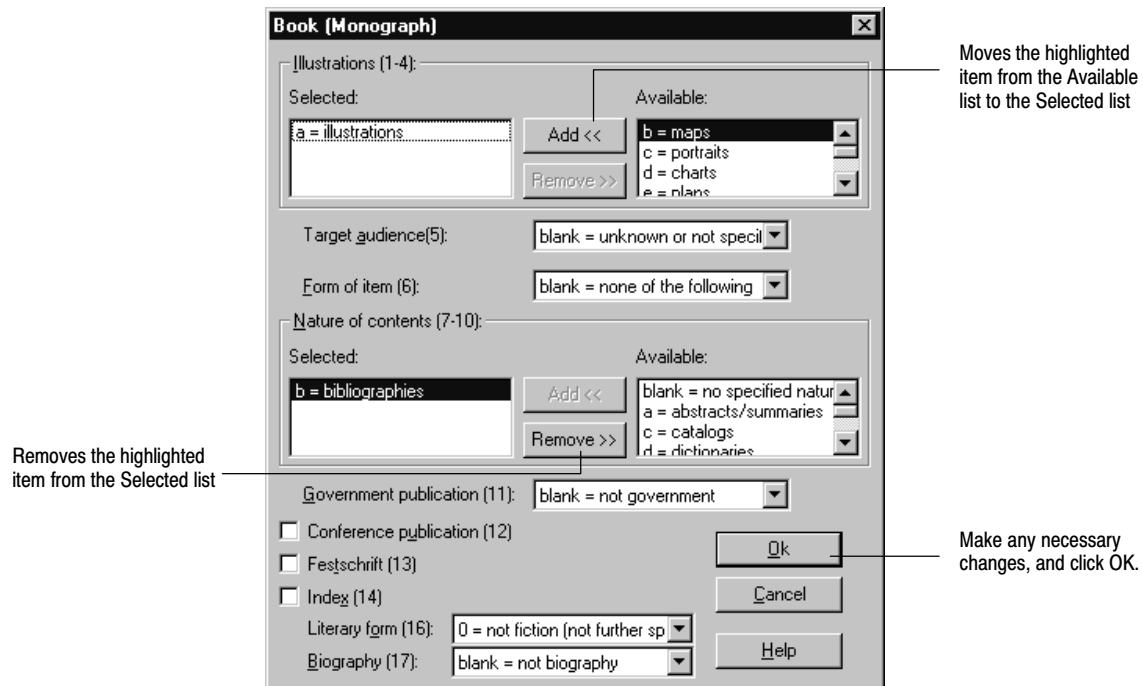 Book (Monograph)
Illustrations (1-4):
Selected:
Available:
a = illustrations
Add <<
Remove >>
b = maps
c = portraits
d = charts
e = plans
Moves the highlighted
item from the Available
list to the Selected list
Target audience(5):
blank = unknown or not specil
Form of item (6):
blank = none of the following
Nature of contents (7-10):
Selected:
Available:
b = bibliographies
Add <<
Remove >>
blank = no specified natur
a = abstracts/summaries
c = catalogs
d = dictionaries
Removes the highlighted
item from the Selected list
Government publication (11):
blank = not government
Conference publication (12)
Festschrift (13)
Index (14)
Literary form (16):
0 = not fiction (not further sp
Biography (17):
blank = not biography
Ok
Cancel
Help
Make any necessary
changes, and click OK.